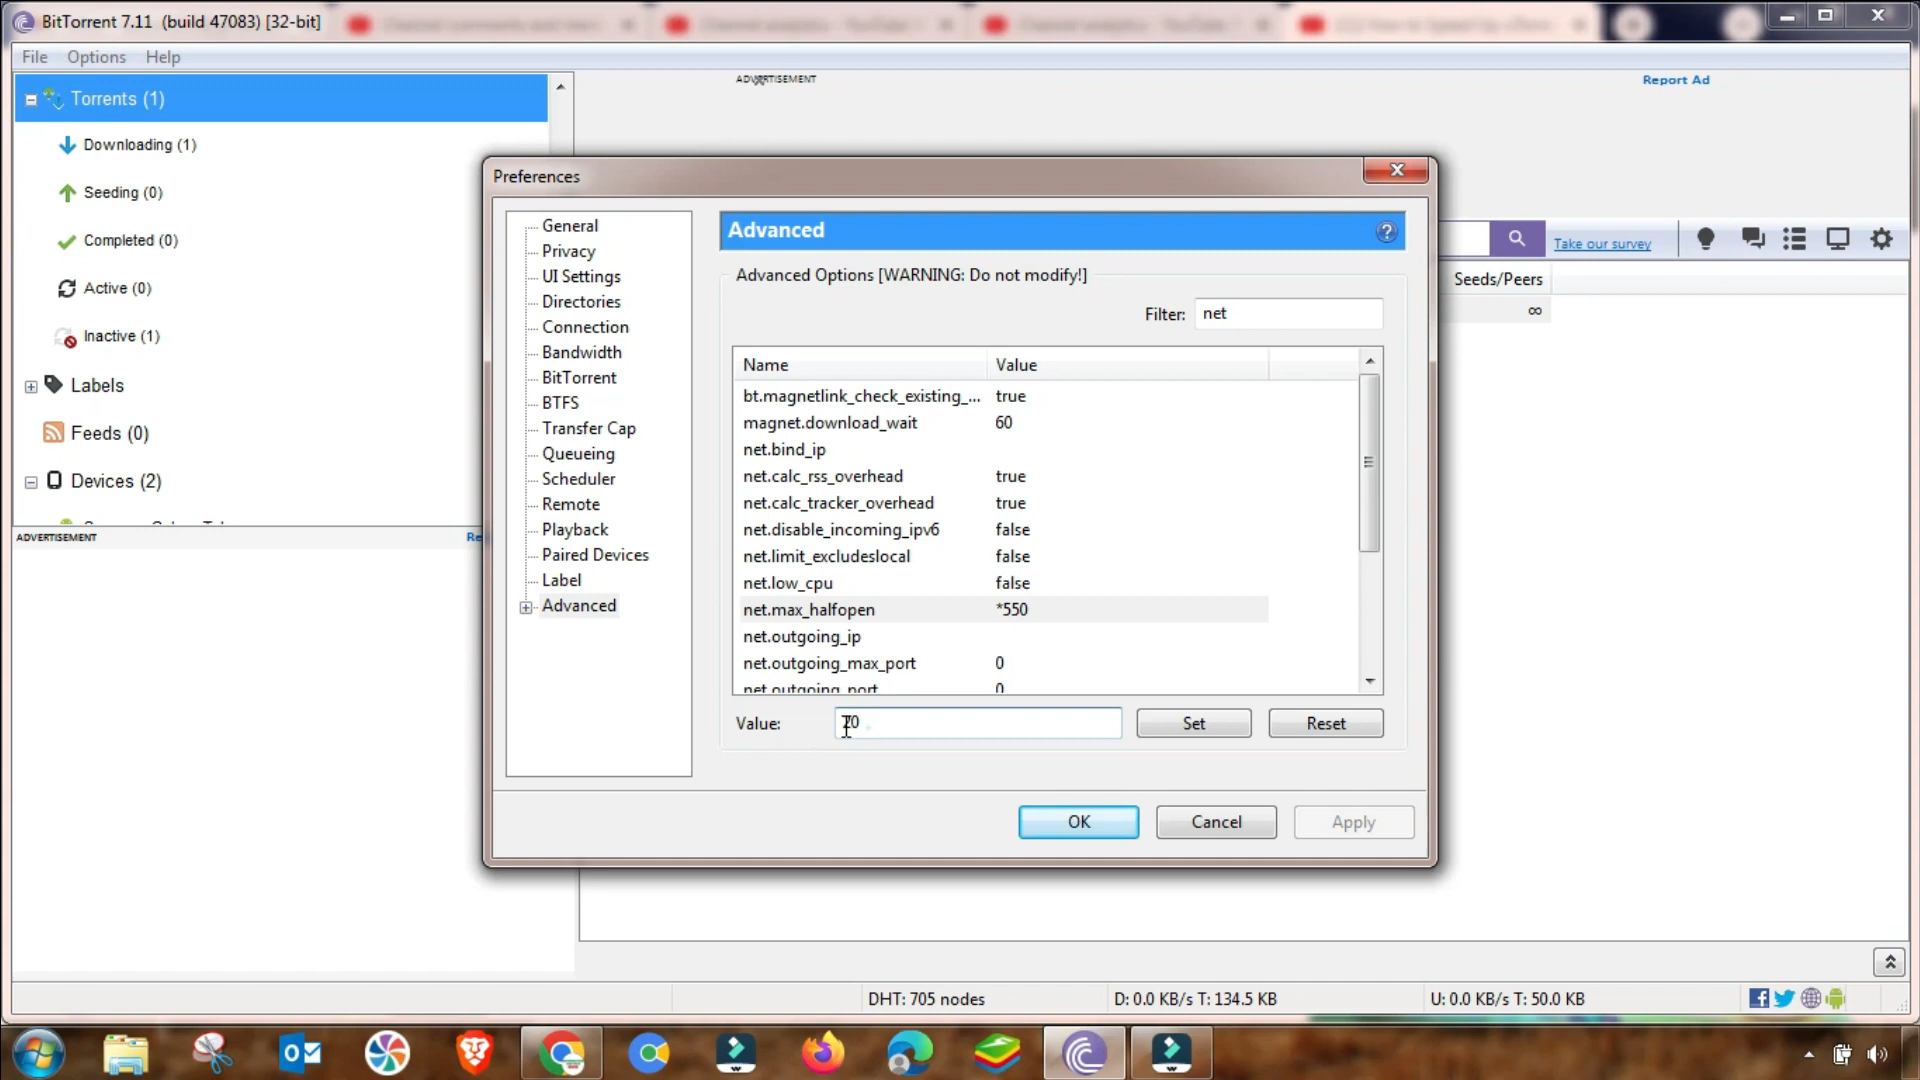 BitTorrent 7.11 (build 47083) [32-bit]
File Options Help
Torrents (1)
Downloading (1)
Seeding (0)
Completed (0)
Active (0)
Inactive (1)
Labels
Feeds (0)
Devices (2)
ADVERTISEMENT
Re
ADVERTISEMENT
Report Ad
Take our survey
Seeds/Peers
∞
Preferences
General
Privacy
UI Settings
Directories
Connection
Bandwidth
BitTorrent
BTFS
Transfer Cap
Queueing
Scheduler
Remote
Playback
Paired Devices
Label
Advanced
Advanced
Advanced Options [WARNING: Do not modify!]
Filter: net
Name Value
bt.magnetlink_check_existing_... true
magnet.download_wait 60
net.bind_ip
net.calc_rss_overhead true
net.calc_tracker_overhead true
net.disable_incoming_ipv6 false
net.limit_excludeslocal false
net.low_cpu false
net.max_halfopen *550
net.outgoing_ip
net.outgoing_max_port 0
net.outgoing_port 0
Value: Set Reset
OK Cancel Apply
DHT: 705 nodes D: 0.0 KB/s T: 134.5 KB U: 0.0 KB/s T: 50.0 KB